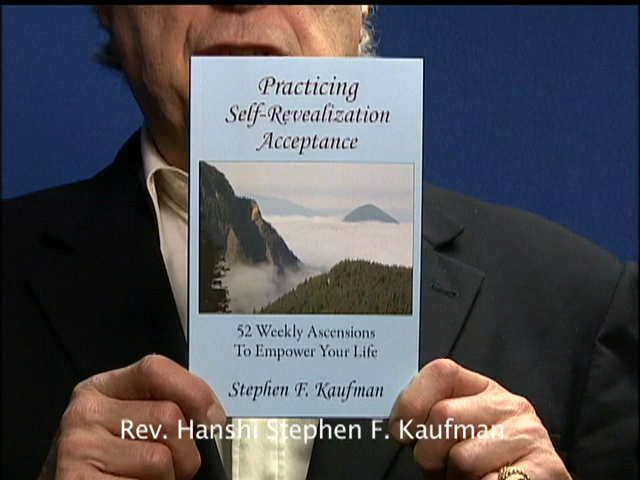 Practicing
Self-Revealization
Acceptance
52 Weekly Ascensions
To Empower Your Life
Stephen F. Kaufman
Rev. Hanshi Stephen F. Kaufman